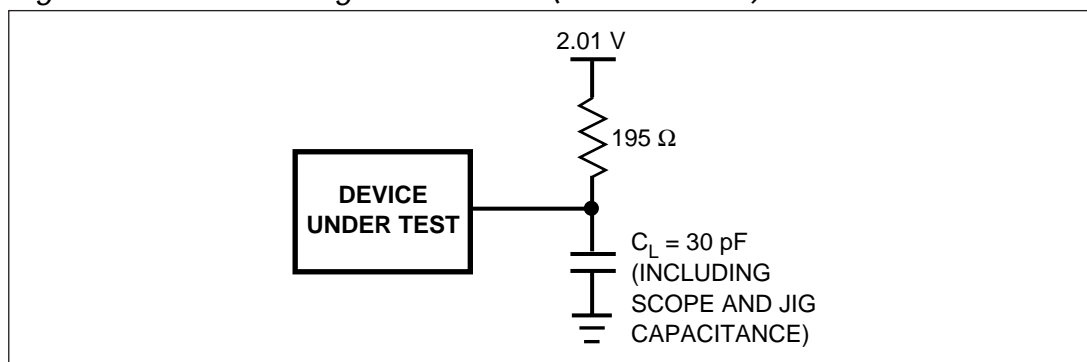 2.01 V
195 Ω
DEVICE
UNDER TEST
C_L = 30 pF
(INCLUDING
SCOPE AND JIG
CAPACITANCE)